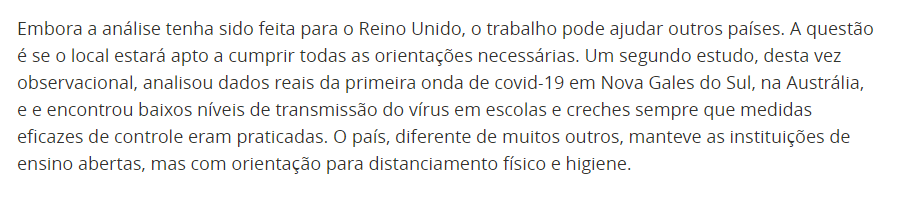 Embora a análise tenha sido feita para o Reino Unido, o trabalho pode ajudar outros países. A questão
é se o local estará apto a cumprir todas as orientações necessárias. Um segundo estudo, desta vez
observacional, analisou dados reais da primeira onda de covid-19 em Nova Gales do Sul, na Austrália,
e e encontrou baixos níveis de transmissão do vírus em escolas e creches sempre que medidas
eficazes de controle eram praticadas. O país, diferente de muitos outros, manteve as instituições de
ensino abertas, mas com orientação para distanciamento físico e higiene.